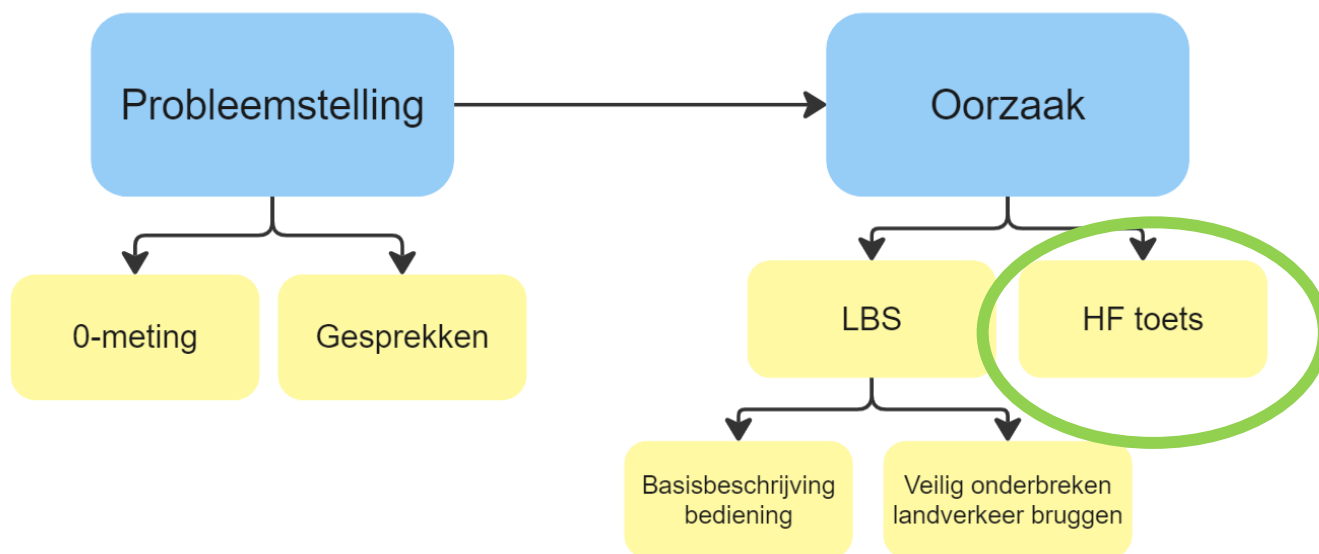 Probleemstelling
Oorzaak
0-meting
Gesprekken
LBS
HF toets
Basisbeschrijving
bediening
Veilig onderbreken
landverkeer bruggen